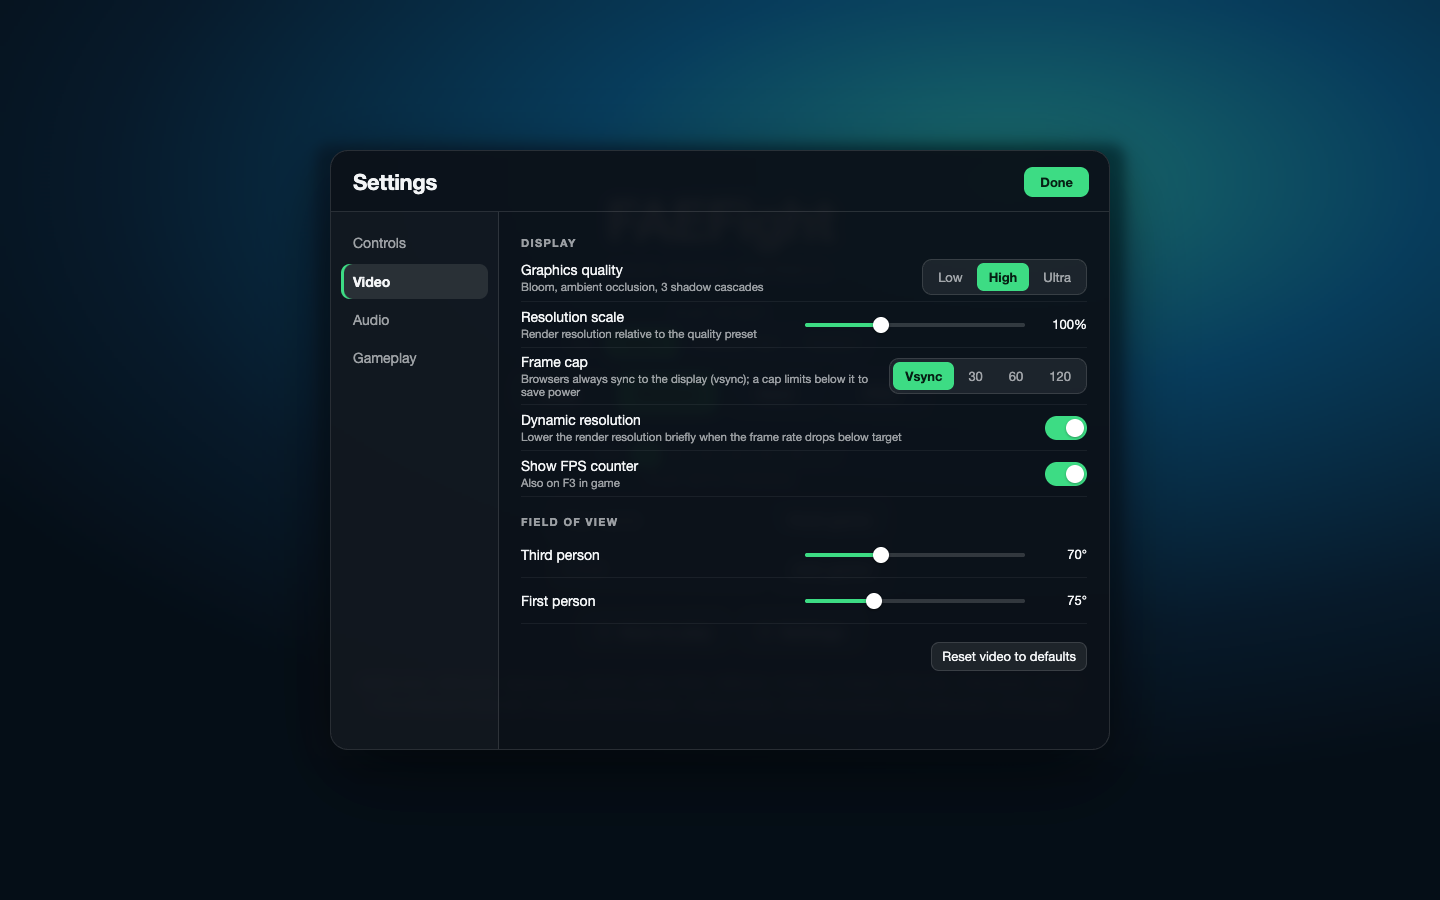 Settings
Done
Controls
Video
Audio
Gameplay
DISPLAY
Graphics quality
Bloom, ambient occlusion, 3 shadow cascades
Low High Ultra
Resolution scale
Render resolution relative to the quality preset
100%
Frame cap
Browsers always sync to the display (vsync); a cap limits below it to
save power
Vsync 30 60 120
Dynamic resolution
Lower the render resolution briefly when the frame rate drops below target
Show FPS counter
Also on F3 in game
FIELD OF VIEW
Third person
70°
First person
75°
Reset video to defaults